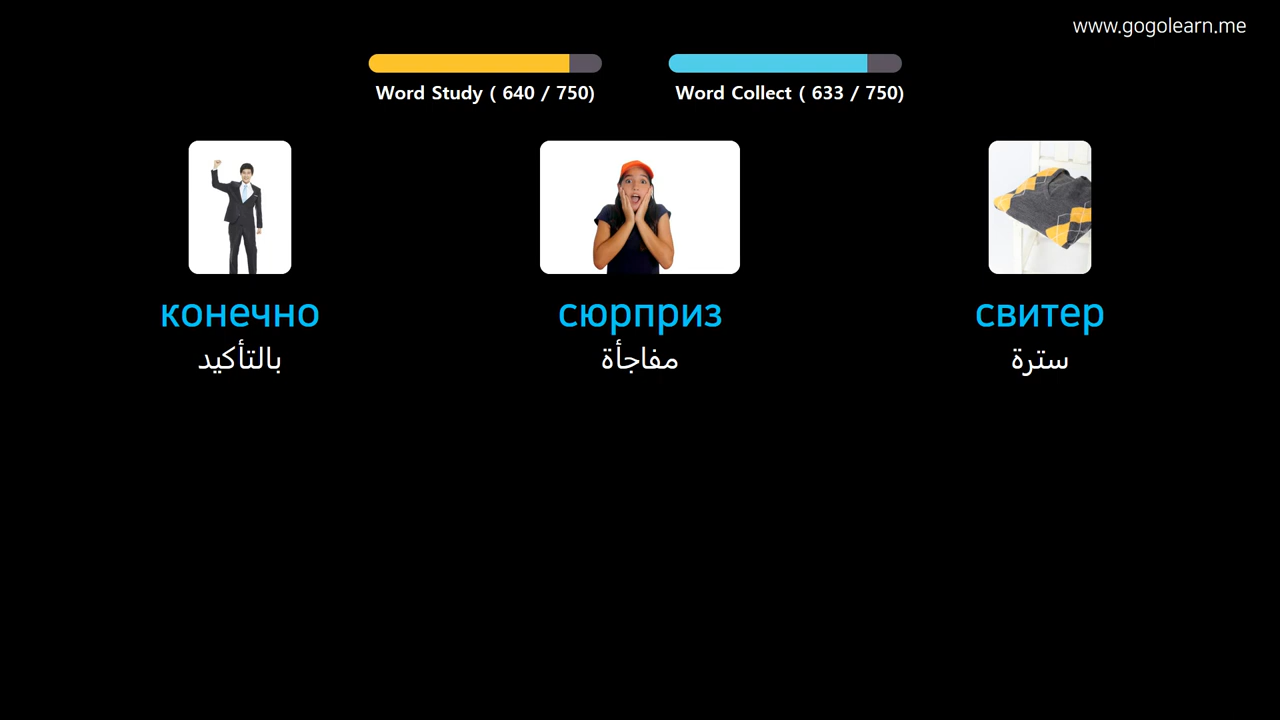 www.gogolearn.me
Word Study ( 640 / 750)
Word Collect ( 633 / 750)
конечно
сюрприз
свитер
بالتأكيد
مفاجأة
سترة